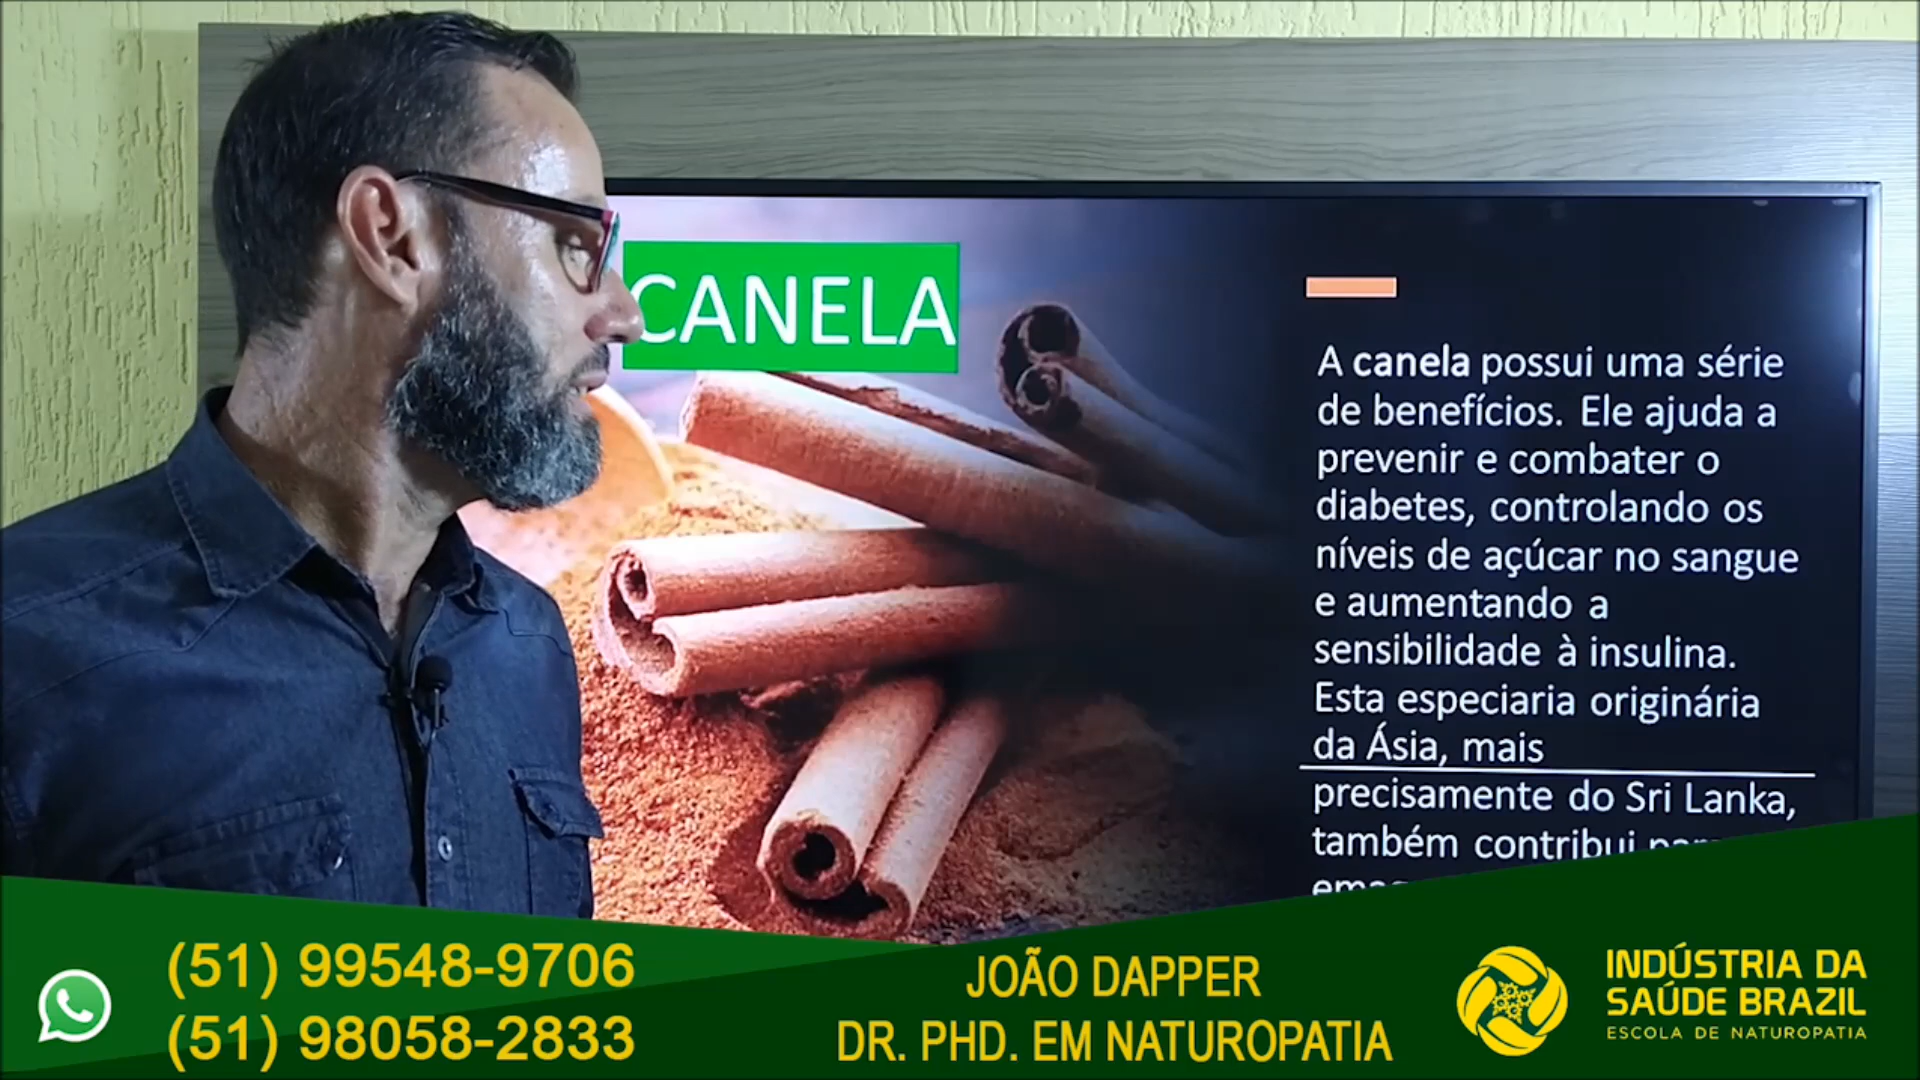 CANELA
A canela possui uma série
de benefícios. Ele ajuda a
prevenir e combater o
diabetes, controlando os
níveis de açúcar no sangue
e aumentando a
sensibilidade à insulina.
Esta especiaria originária
da Ásia, mais
precisamente do Sri Lanka,
também contribui
(51) 99548-9706
(51) 98058-2833
JOÃO DAPPER
DR. PHD. EM NATUROPATIA
INDÚSTRIA DA
SAÚDE BRAZIL
ESCOLA DE NATUROPATIA